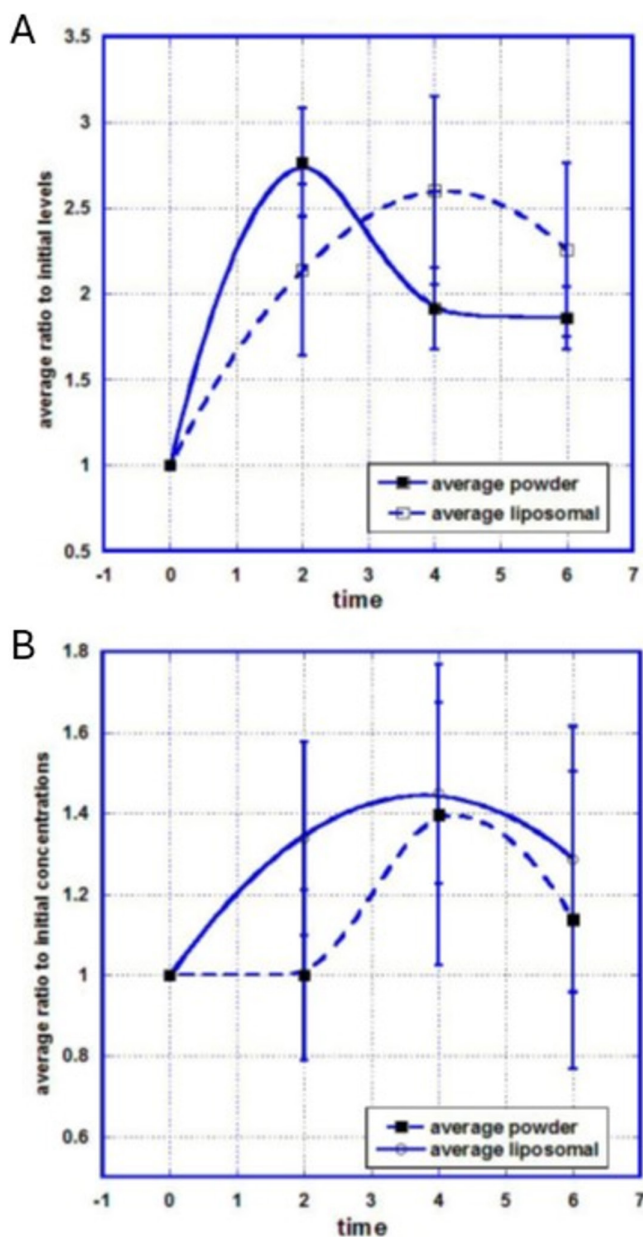 A
3.5
3
2.5
2
1.5
1
0.5
average ratio to initial levels
average powder
average liposomal
-1 0 1 2 3 4 5 6 7
time
B
1.8
1.6
1.4
1.2
1
0.8
0.6
average ratio to initial concentrations
average powder
average liposomal
-1 0 1 2 3 4 5 6 7
time